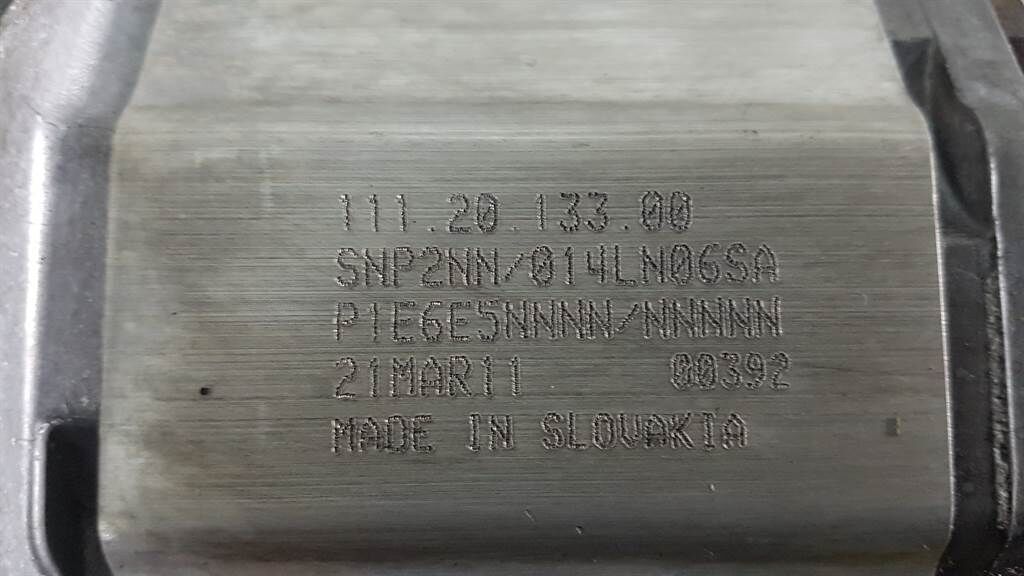 111.20.133.00
SNP2NN/014LN06SA
P1E6E5NNNN/NNNNN
21MAR11 00392
MADE IN SLOVAKIA